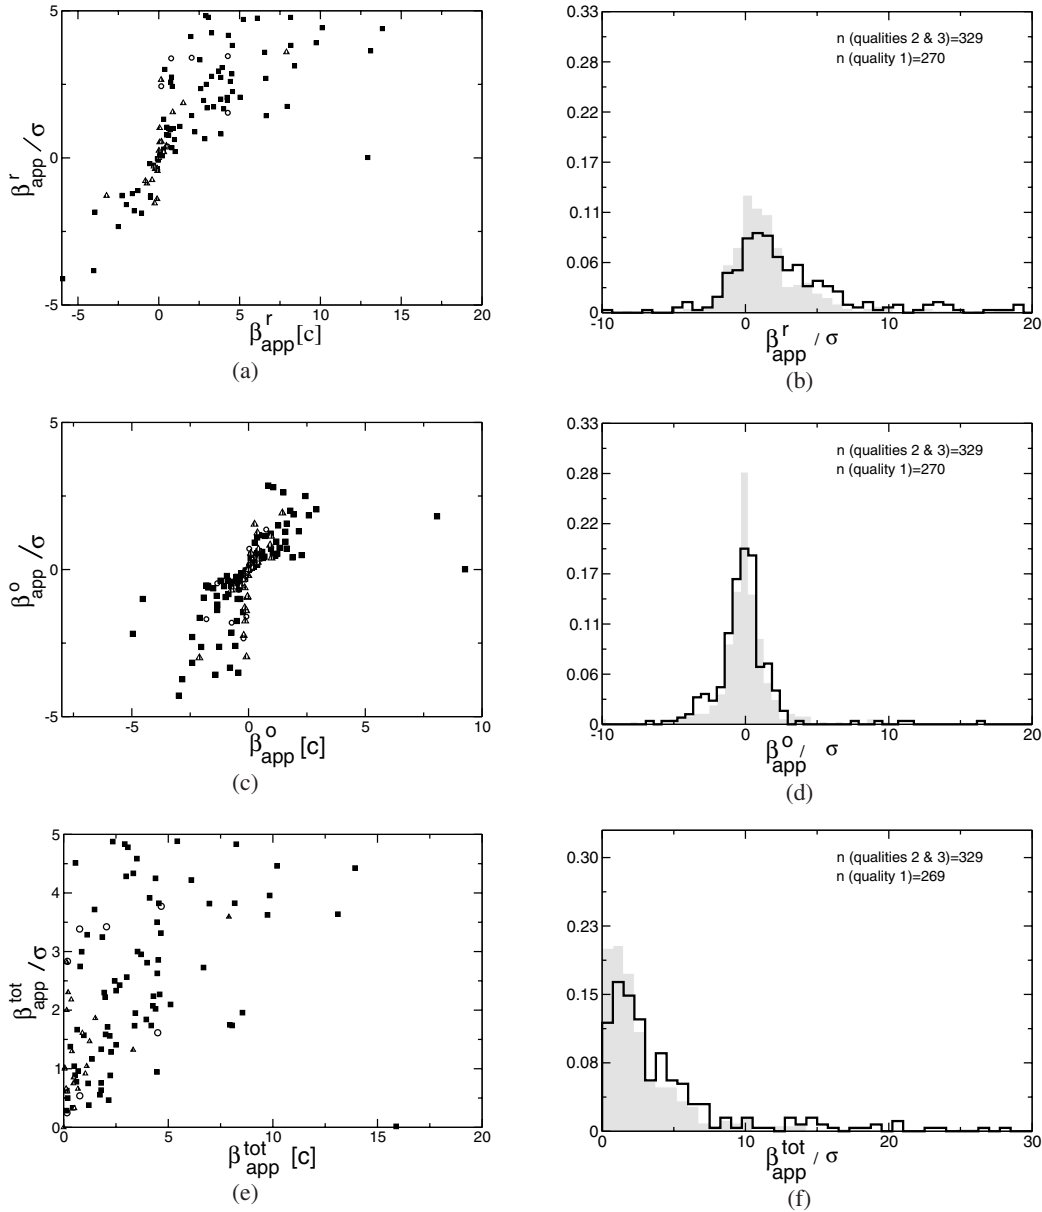 5
0
-5
β^r_app / σ
-5
0
5
10
15
20
β^r_app [c]
(a)
0.33
0.28
0.22
0.17
0.11
0.06
0
n (qualities 2 & 3)=329
n (quality 1)=270
-10
0
10
20
β^r_app / σ
(b)
5
0
-5
β^o_app / σ
-5
0
5
10
β^o_app [c]
(c)
0.33
0.28
0.22
0.17
0.11
0.06
0
n (qualities 2 & 3)=329
n (quality 1)=270
-10
0
10
20
β^o_app / σ
(d)
5
4
3
2
1
0
β^tot_app / σ
0
5
10
15
20
β^tot_app [c]
(e)
0.30
0.23
0.15
0.08
0
n (qualities 2 & 3)=329
n (quality 1)=269
0
10
20
30
β^tot_app / σ
(f)